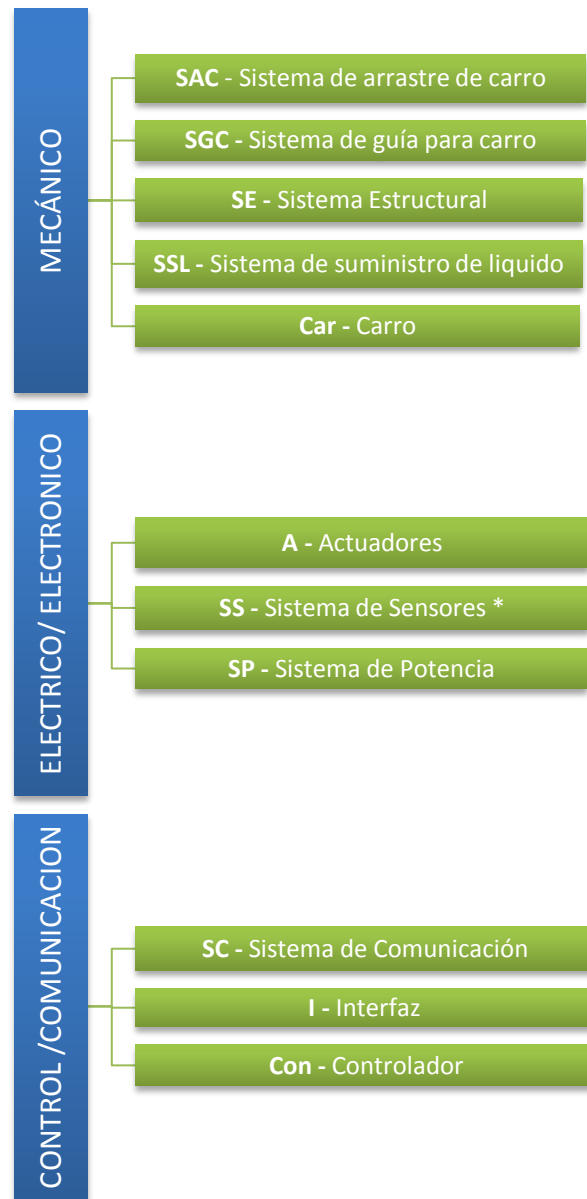 MECÁNICO
SAC - Sistema de arrastre de carro
SGC - Sistema de guía para carro
SE - Sistema Estructural
SSL - Sistema de suministro de liquido
Car - Carro
ELECTRICO/ ELECTRONICO
A - Actuadores
SS - Sistema de Sensores *
SP - Sistema de Potencia
CONTROL /COMUNICACION
SC - Sistema de Comunicación
I - Interfaz
Con - Controlador